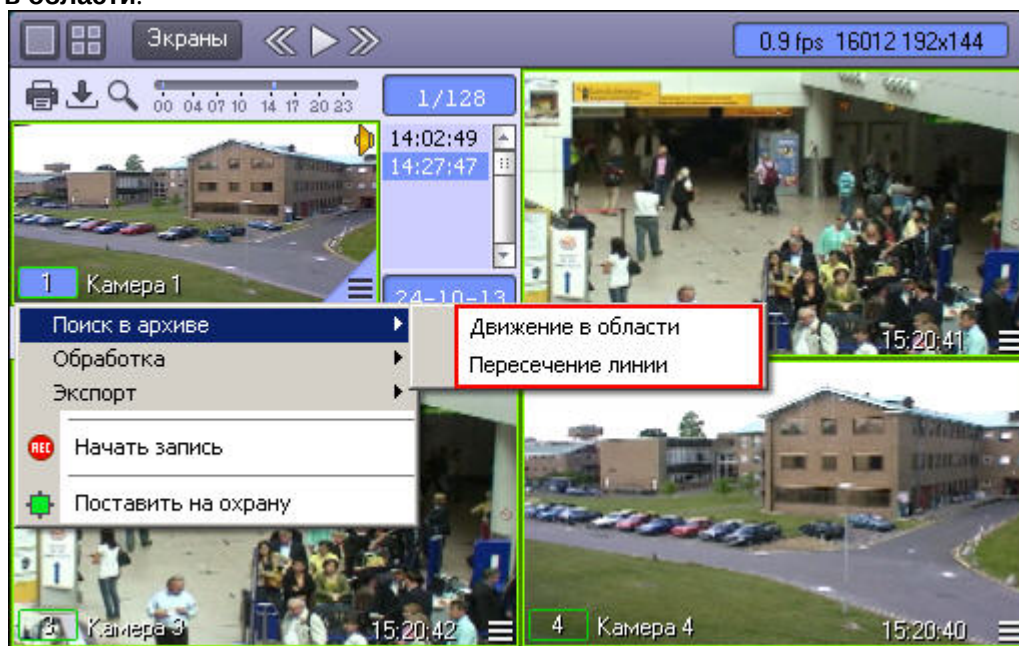 в области.
Экраны
0.9 fps 16012 192x144
00 04 07 10 14 17 20 23
1/128
14:02:49
14:27:47
1 Камера 1
24-10-13
Поиск в архиве
Движение в области
Обработка
Пересечение линии
Экспорт
15:20:41
REC Начать запись
Поставить на охрану
3 Камера 3
15:20:42
4 Камера 4
15:20:40